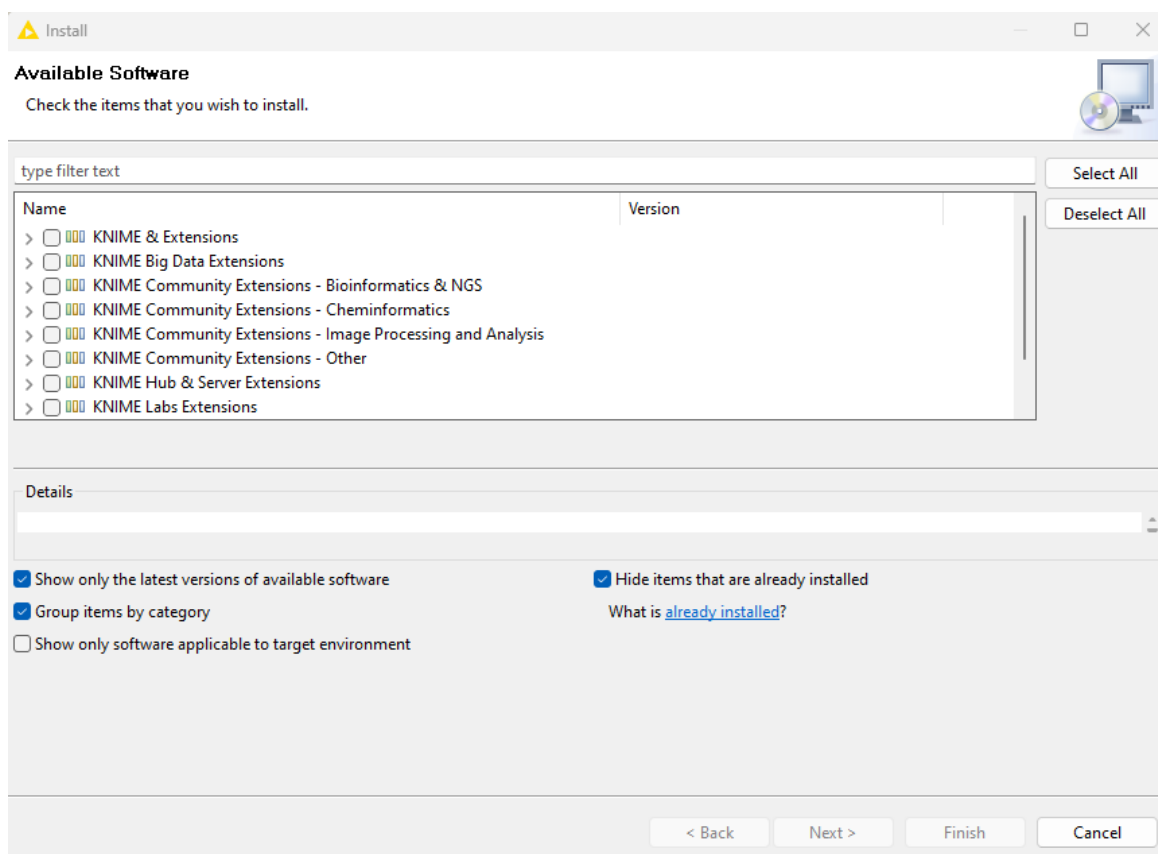 Install
Available Software
Check the items that you wish to install.
type filter text
Select All
Name Version
Deselect All
KNIME & Extensions
KNIME Big Data Extensions
KNIME Community Extensions - Bioinformatics & NGS
KNIME Community Extensions - Cheminformatics
KNIME Community Extensions - Image Processing and Analysis
KNIME Community Extensions - Other
KNIME Hub & Server Extensions
KNIME Labs Extensions
Details
Show only the latest versions of available software Hide items that are already installed
Group items by category What is already installed?
Show only software applicable to target environment
< Back Next > Finish Cancel